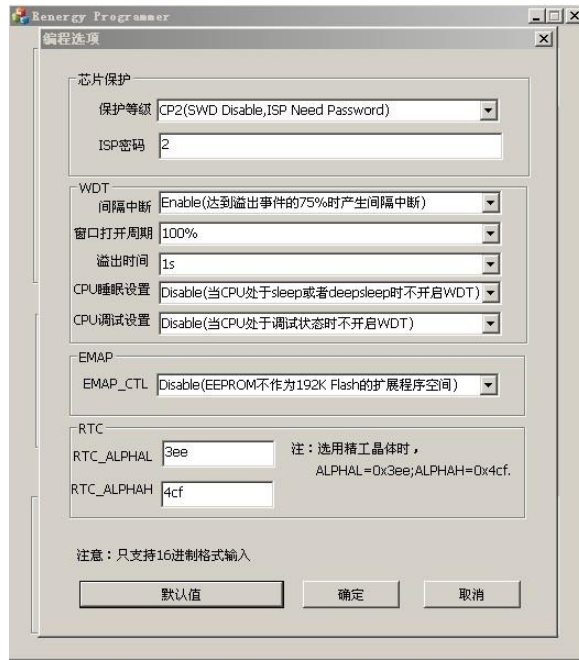 Renergy Programmer
编程选项
芯片保护
保护等级 CP2(SWD Disable,ISP Need Password)
ISP密码 2
WDT
间隔中断 Enable(达到溢出事件的75%时产生间隔中断)
窗口打开周期 100%
溢出时间 1s
CPU睡眠设置 Disable(当CPU处于sleep或者deepsleep时不开启WDT)
CPU调试设置 Disable(当CPU处于调试状态时不开启WDT)
EMAP
EMAP_CTL Disable(EEPROM不作为192K Flash的扩展程序空间)
RTC
RTC_ALPHAL 3ee 注：选用精工晶体时，
ALPHAL=0x3ee;ALPHAH=0x4cf.
RTC_ALPHAH 4cf
注意：只支持16进制格式输入
默认值 确定 取消